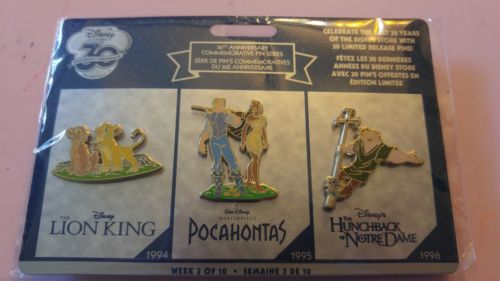 Disney
STORE
30
30TH ANNIVERSARY
COMMEMORATIVE PIN SERIES
SÉRIE DE PIN'S COMMÉMORATIVES
DU 30E ANNIVERSAIRE
CELEBRATE THE LAST 30 YEARS
OF THE DISNEY STORE WITH
30 LIMITED RELEASE PINS!
FÊTEZ LES 30 DERNIÈRES
ANNÉES DU DISNEY STORE
AVEC 30 PIN'S OFFERTES EN
ÉDITION LIMITÉE
Disney
THE
LION KING
1994
Walt Disney
MASTERPIECE'S
POCAHONTAS
1995
Disney's
THE
HUNCHBACK
OF NOTRE DAME
1996
WEEK 3 OF 10 • SEMAINE 3 DE 10